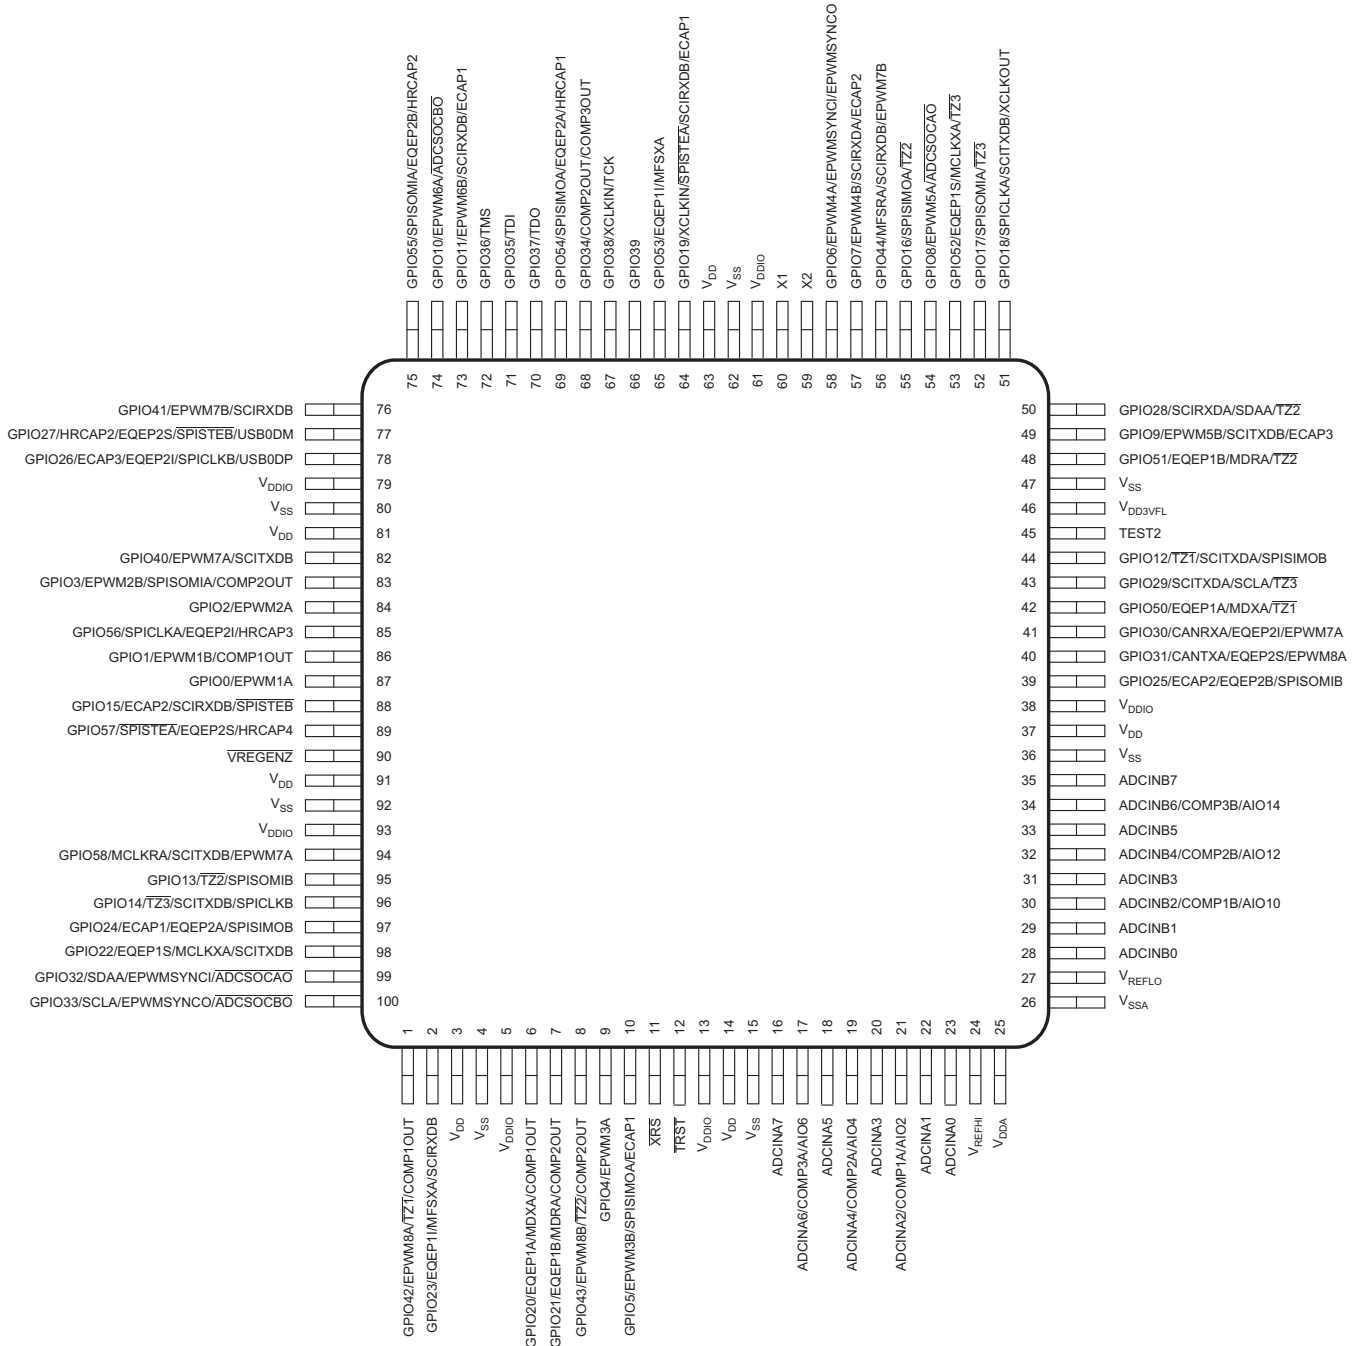 GPIO55/SPISOMIA/EQEP2B/HRCAP2
GPIO10/EPWM6A/ADCSOCBO
GPIO11/EPWM6B/SCIRXDB/ECAP1
GPIO36/TMS
GPIO35/TDI
GPIO37/TDO
GPIO54/SPISIMOA/EQEP2A/HRCAP1
GPIO34/COMP2OUT/COMP3OUT
GPIO38/XCLKIN/TCK
GPIO39
GPIO53/EQEP1I/MFSXA
GPIO19/XCLKIN/SPISTEA/SCIRXDB/ECAP1
VDD
VSS
VDDIO
X1
X2
GPIO6/EPWM4A/EPWMSYNCI/EPWMSYNCO
GPIO7/EPWM4B/SCIRXDA/ECAP2
GPIO44/MFSRA/SCIRXDB/EPWM7B
GPIO16/SPISIMOA/TZ2
GPIO8/EPWM5A/ADCSOCAO
GPIO52/EQEP1S/MCLKXA/TZ3
GPIO17/SPISOMIA/TZ3
GPIO18/SPICLKA/SCITXDB/XCLKOUT
75
74
73
72
71
70
69
68
67
66
65
64
63
62
61
60
59
58
57
56
55
54
53
52
51
GPIO41/EPWM7B/SCIRXDB 76
GPIO27/HRCAP2/EQEP2S/SPISTEB/USB0DM 77
GPIO26/ECAP3/EQEP2I/SPICLKB/USB0DP 78
VDDIO 79
VSS 80
VDD 81
GPIO40/EPWM7A/SCITXDB 82
GPIO3/EPWM2B/SPISOMIA/COMP2OUT 83
GPIO2/EPWM2A 84
GPIO56/SPICLKA/EQEP2I/HRCAP3 85
GPIO1/EPWM1B/COMP1OUT 86
GPIO0/EPWM1A 87
GPIO15/ECAP2/SCIRXDB/SPISTEB 88
GPIO57/SPISTEA/EQEP2S/HRCAP4 89
VREGENZ 90
VDD 91
VSS 92
VDDIO 93
GPIO58/MCLKRA/SCITXDB/EPWM7A 94
GPIO13/TZ2/SPISOMIB 95
GPIO14/TZ3/SCITXDB/SPICLKB 96
GPIO24/ECAP1/EQEP2A/SPISIMOB 97
GPIO22/EQEP1S/MCLKXA/SCITXDB 98
GPIO32/SDAA/EPWMSYNCI/ADCSOCAO 99
GPIO33/SCLA/EPWMSYNCO/ADCSOCBO 100
50 GPIO28/SCIRXDA/SDAA/TZ2
49 GPIO9/EPWM5B/SCITXDB/ECAP3
48 GPIO51/EQEP1B/MDRA/TZ2
47 VSS
46 VDD3VFL
45 TEST2
44 GPIO12/TZ1/SCITXDA/SPISIMOB
43 GPIO29/SCITXDA/SCLA/TZ3
42 GPIO50/EQEP1A/MDXA/TZ1
41 GPIO30/CANRXA/EQEP2I/EPWM7A
40 GPIO31/CANTXA/EQEP2S/EPWM8A
39 GPIO25/ECAP2/EQEP2B/SPISOMIB
38 VDDIO
37 VDD
36 VSS
35 ADCINB7
34 ADCINB6/COMP3B/AIO14
33 ADCINB5
32 ADCINB4/COMP2B/AIO12
31 ADCINB3
30 ADCINB2/COMP1B/AIO10
29 ADCINB1
28 ADCINB0
27 VREFLO
26 VSSA
1
2
3
4
5
6
7
8
9
10
11
12
13
14
15
16
17
18
19
20
21
22
23
24
25
GPIO42/EPWM8A/TZ1/COMP1OUT
GPIO23/EQEP1I/MFSXA/SCIRXDB
VDD
VSS
VDDIO
GPIO20/EQEP1A/MDXA/COMP1OUT
GPIO21/EQEP1B/MDRA/COMP2OUT
GPIO43/EPWM8B/TZ2/COMP2OUT
GPIO4/EPWM3A
GPIO5/EPWM3B/SPISIMOA/ECAP1
XRS
TRST
VDDIO
VDD
VSS
ADCINA7
ADCINA6/COMP3A/AIO6
ADCINA5
ADCINA4/COMP2A/AIO4
ADCINA3
ADCINA2/COMP1A/AIO2
ADCINA1
ADCINA0
VREFHI
VDDA